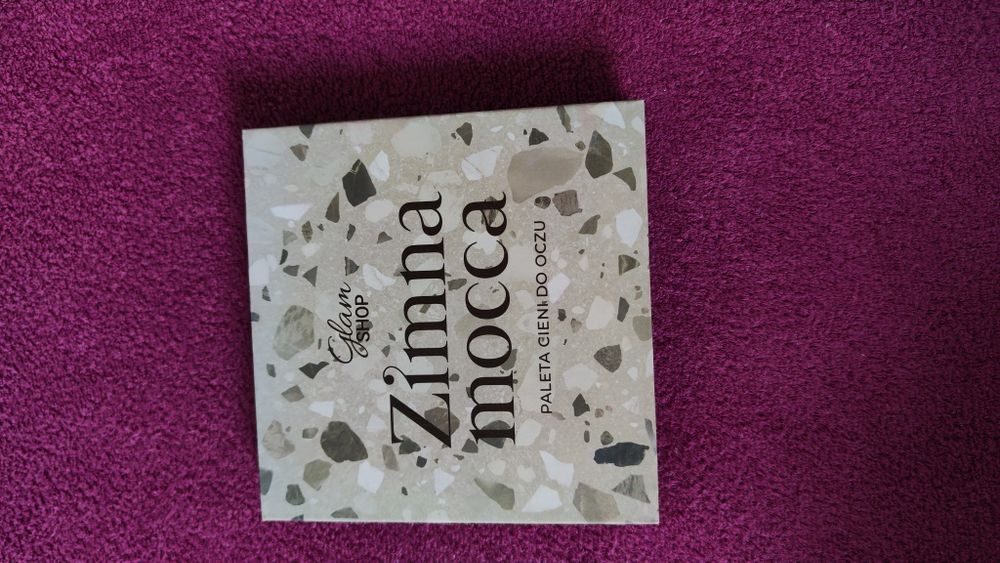 Glam
SHOP
Zimna
mocca
PALETA CIENI DO OCZU